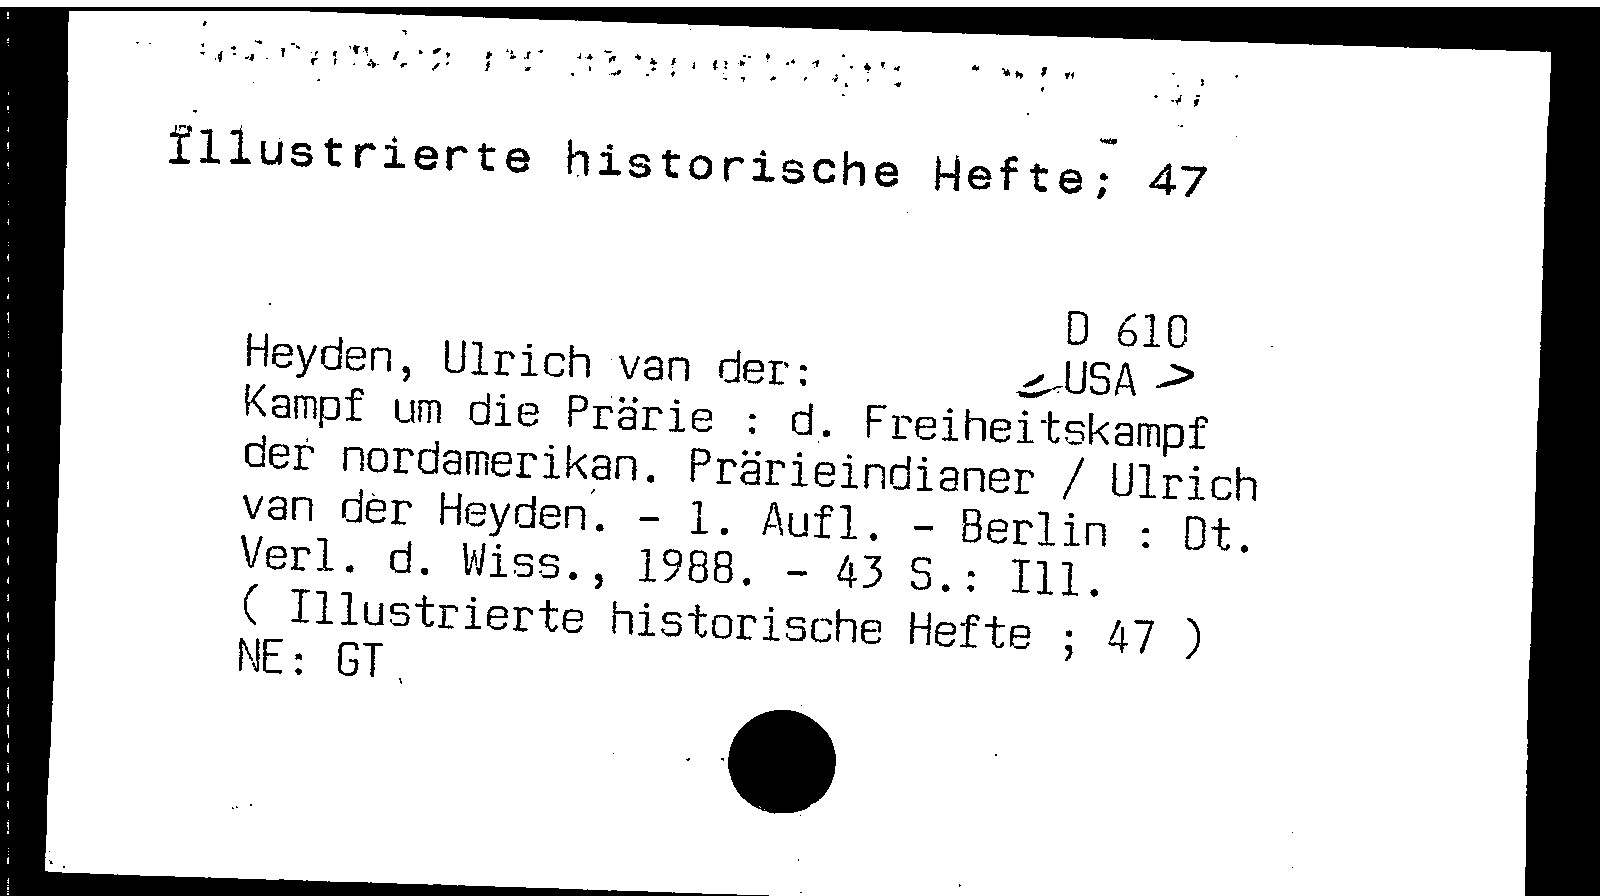 Illustrierte historische Hefte; 47
D 610
Heyden, Ulrich van der: <USA>
Kampf um die Prärie : d. Freiheitskampf
der nordamerikan. Prärieindianer / Ulrich
van der Heyden. - 1. Aufl. - Berlin : Dt.
Verl. d. Wiss., 1988. - 43 S.: Ill.
( Illustrierte historische Hefte ; 47 )
NE: GT